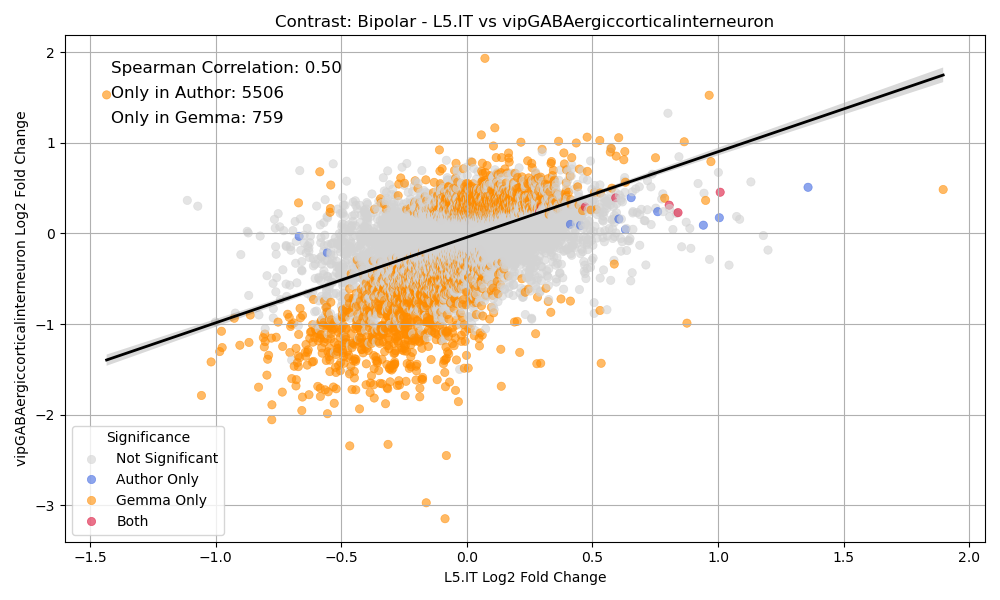 Contrast: Bipolar - L5.IT vs vipGABAergiccorticalinterneuron
Spearman Correlation: 0.50
Only in Author: 5506
Only in Gemma: 759
vipGABAergiccorticalinterneuron Log2 Fold Change
2
1
0
−1
−2
−3
Significance
Not Significant
Author Only
Gemma Only
Both
−1.5
−1.0
−0.5
0.0
0.5
1.0
1.5
2.0
L5.IT Log2 Fold Change